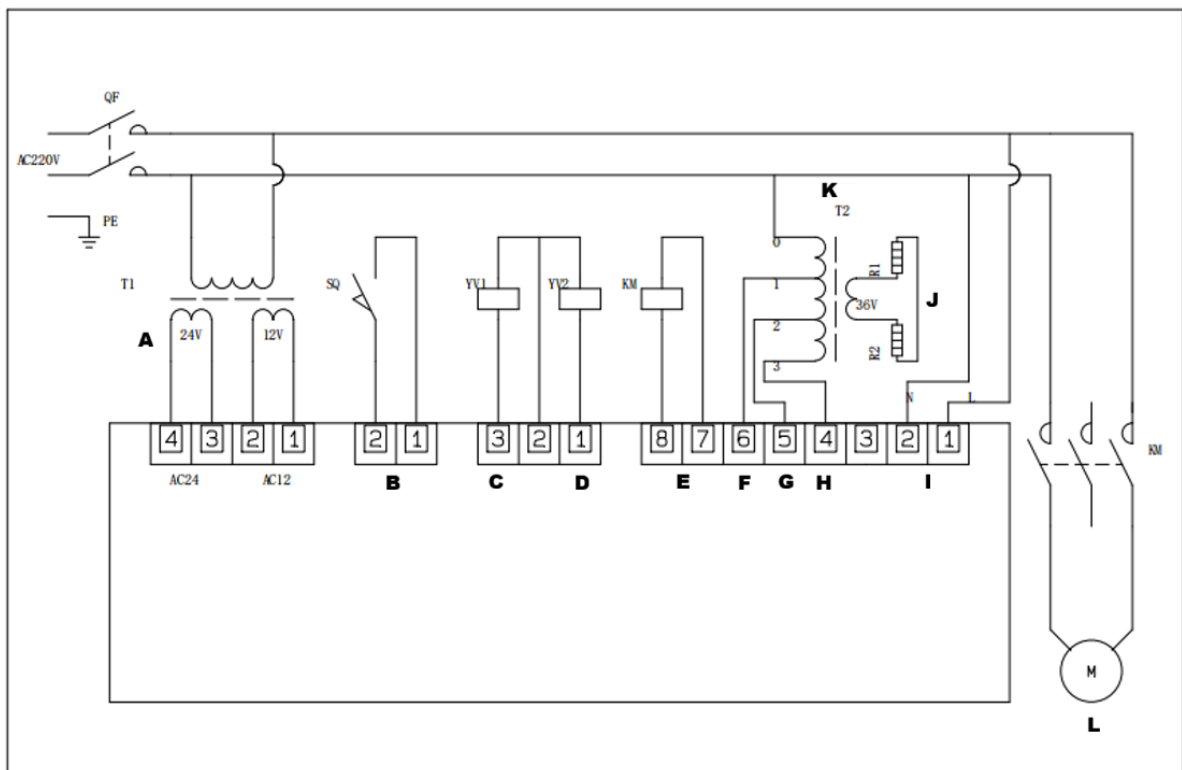 QF
AC220V
PE
K
T2
0
T1
SQ
YV1
YV2
KM
1
R1
36V
J
A
24V
12V
2
R2
3
N
L
4 3 2 1
2 1
3 2 1
8 7 6 5 4 3 2 1
KM
AC24
AC12
B
C
D
E
F
G
H
I
M
L